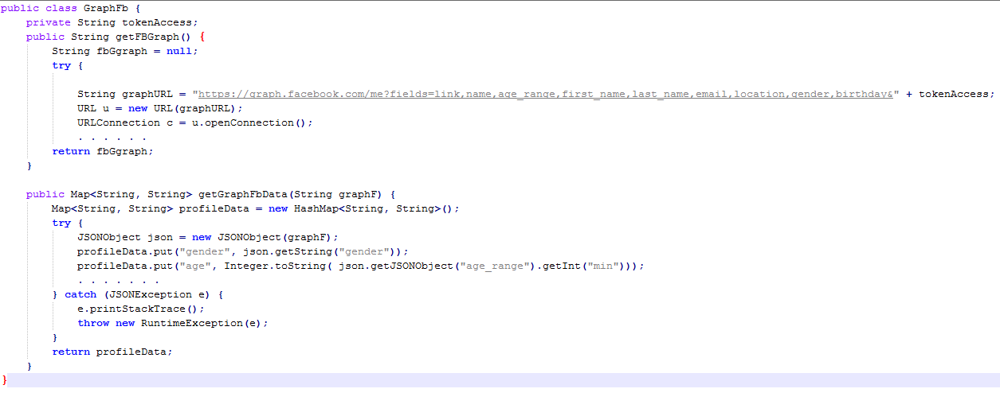 public class GraphFb {
    private String tokenAccess;
    public String getFBGraph() {
        String fbGgraph = null;
        try {
            String graphURL = "https://graph.facebook.com/me?fields=link,name,age_range,first_name,last_name,email,location,gender,birthday&" + tokenAccess;
            URL u = new URL(graphURL);
            URLConnection c = u.openConnection();
            . . . . . .
        return fbGgraph;
    }
    public Map<String, String> getGraphFbData(String graphF) {
        Map<String, String> profileData = new HashMap<String, String>();
        try {
            JSONObject json = new JSONObject(graphF);
            profileData.put("gender", json.getString("gender"));
            profileData.put("age", Integer.toString( json.getJSONObject("age_range").getInt("min")));
            . . . . . . .
        } catch (JSONException e) {
            e.printStackTrace();
            throw new RuntimeException(e);
        }
        return profileData;
    }
}